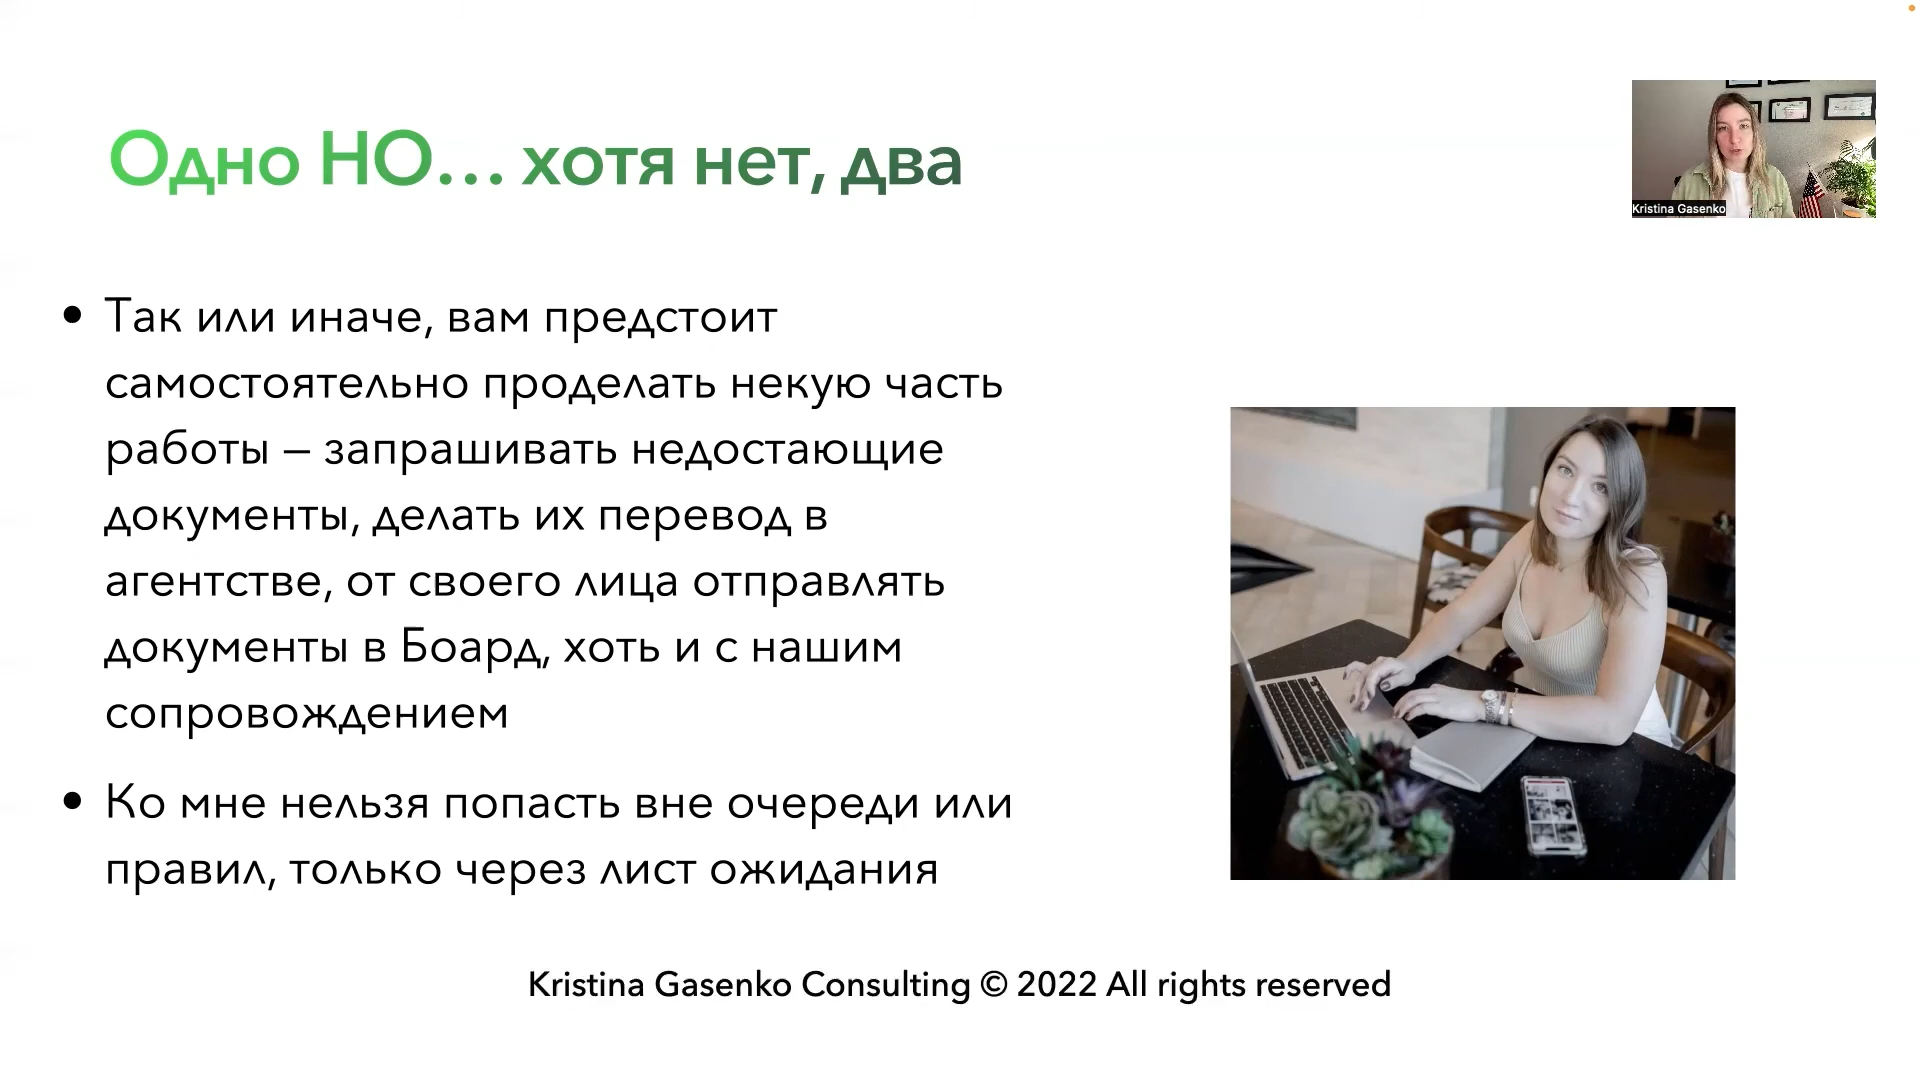 Одно НО... хотя нет, два
Kristina Gasenko
• Так или иначе, вам предстоит
самостоятельно проделать некую часть
работы – запрашивать недостающие
документы, делать их перевод в
агентстве, от своего лица отправлять
документы в Боард, хоть и с нашим
сопровождением
• Ко мне нельзя попасть вне очереди или
правил, только через лист ожидания
Kristina Gasenko Consulting © 2022 All rights reserved